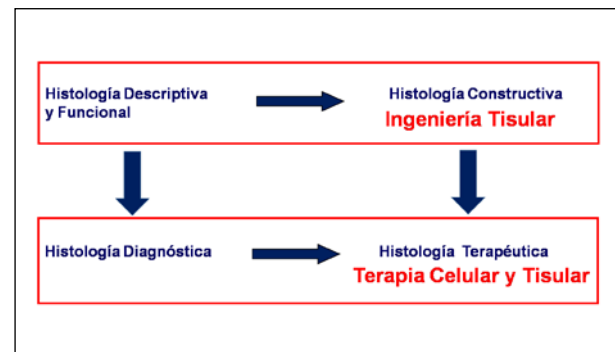 Histología Descriptiva
y Funcional
Histología Constructiva
Ingeniería Tisular
Histología Diagnóstica
Histología Terapéutica
Terapia Celular y Tisular